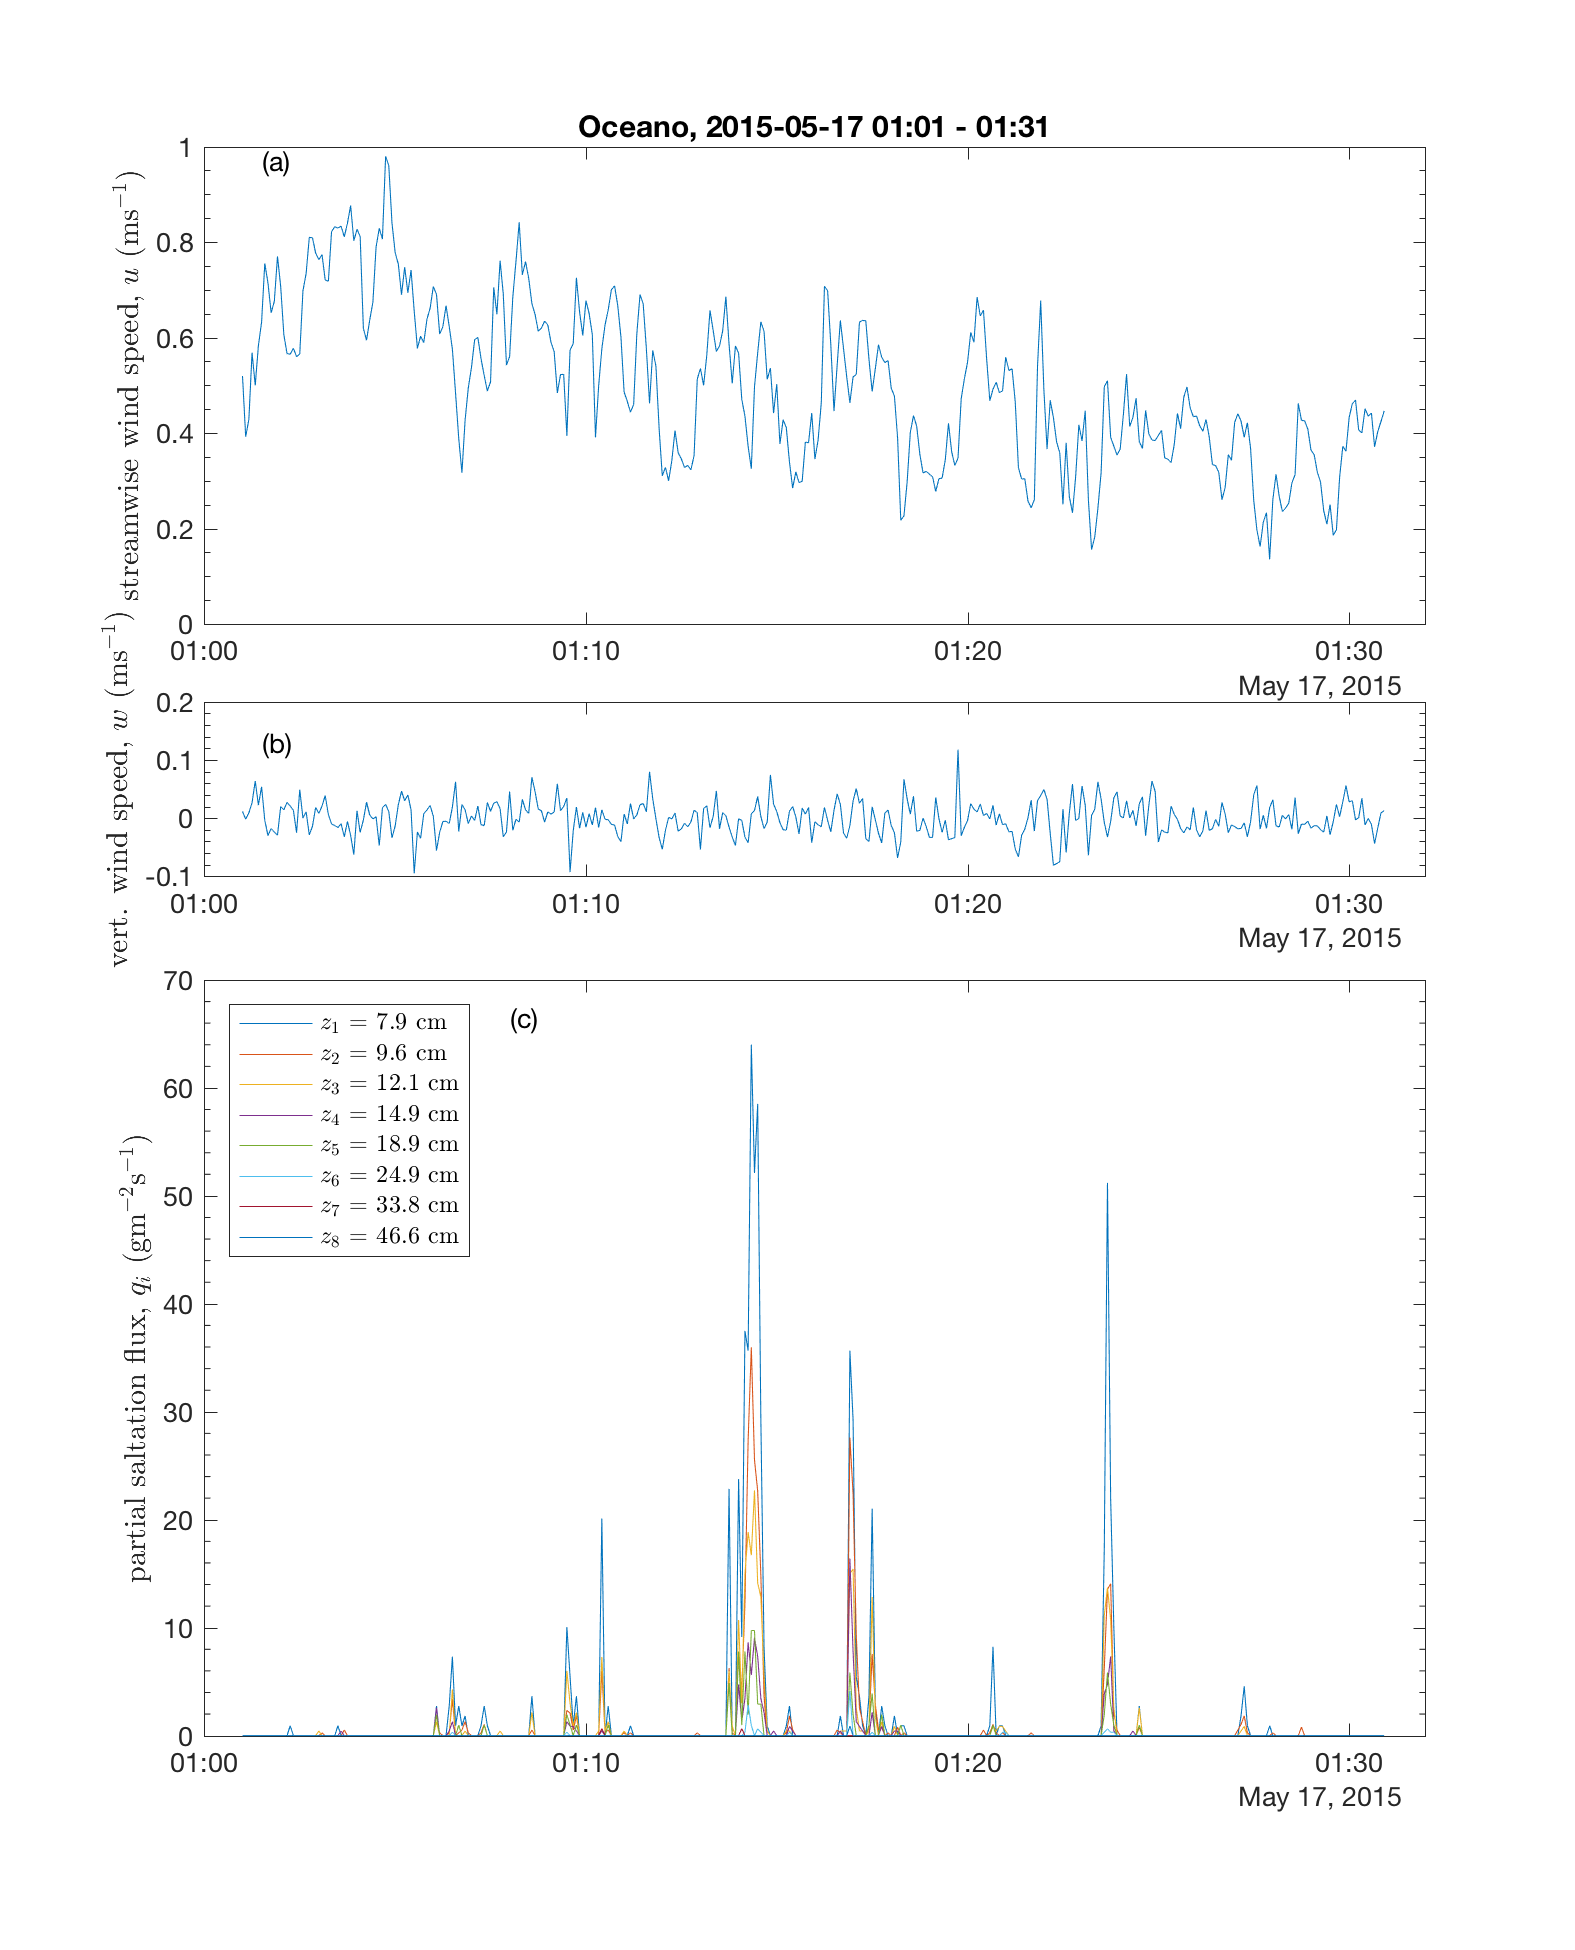 Oceano, 2015-05-17 01:01 - 01:31
(a)
streamwise wind speed, u (ms⁻¹)
1
0.8
0.6
0.4
0.2
0
01:00 01:10 01:20 01:30
May 17, 2015
(b)
vert. wind speed, w (ms⁻¹)
0.2
0.1
0
-0.1
01:00 01:10 01:20 01:30
May 17, 2015
(c)
partial saltation flux, qᵢ (gm⁻²s⁻¹)
70
60
50
40
30
20
10
0
z₁ = 7.9 cm
z₂ = 9.6 cm
z₃ = 12.1 cm
z₄ = 14.9 cm
z₅ = 18.9 cm
z₆ = 24.9 cm
z₇ = 33.8 cm
z₈ = 46.6 cm
01:00 01:10 01:20 01:30
May 17, 2015